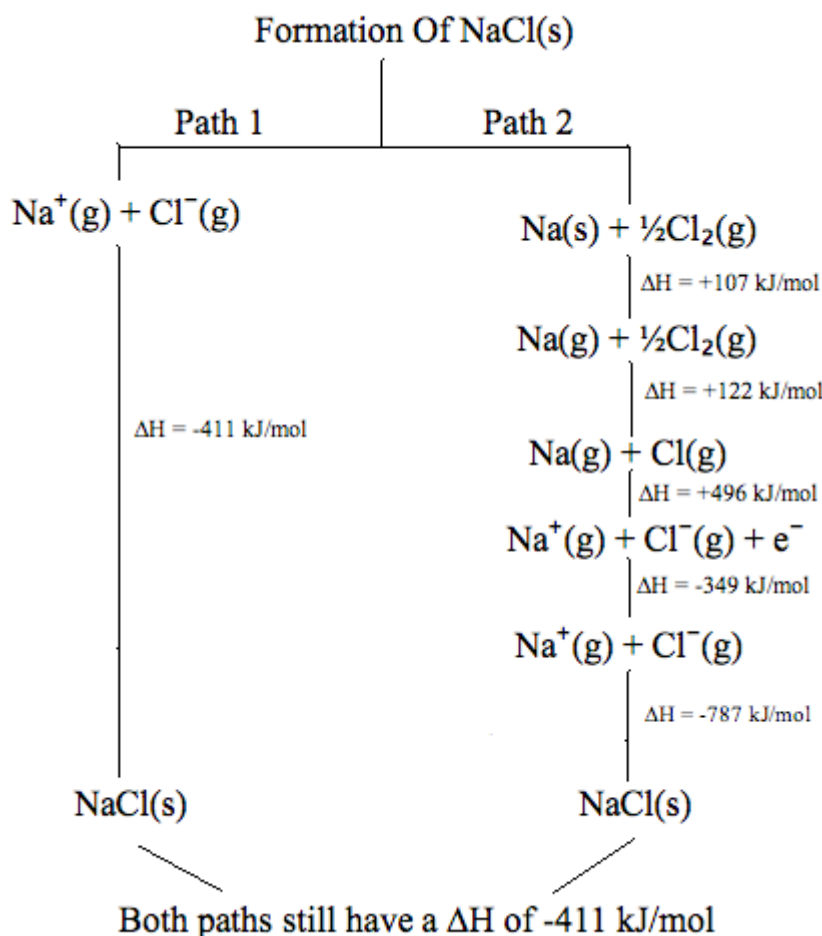 Formation Of NaCl(s)
Path 1
Path 2
Na⁺(g) + Cl⁻(g)
ΔH = -411 kJ/mol
NaCl(s)
Na(s) + ½Cl₂(g)
ΔH = +107 kJ/mol
Na(g) + ½Cl₂(g)
ΔH = +122 kJ/mol
Na(g) + Cl(g)
ΔH = +496 kJ/mol
Na⁺(g) + Cl⁻(g) + e⁻
ΔH = -349 kJ/mol
Na⁺(g) + Cl⁻(g)
ΔH = -787 kJ/mol
NaCl(s)
Both paths still have a ΔH of -411 kJ/mol